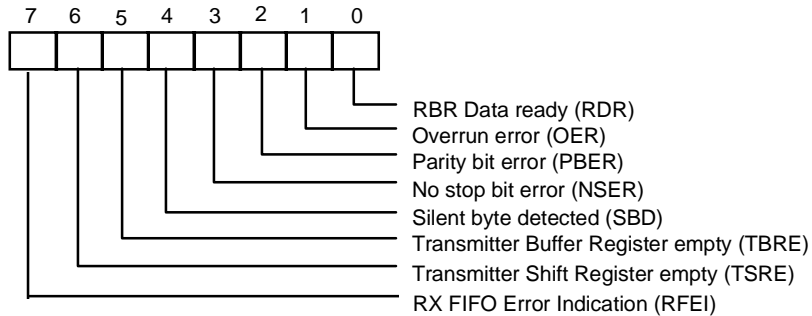 7 6 5 4 3 2 1 0
RBR Data ready (RDR)
Overrun error (OER)
Parity bit error (PBER)
No stop bit error (NSER)
Silent byte detected (SBD)
Transmitter Buffer Register empty (TBRE)
Transmitter Shift Register empty (TSRE)
RX FIFO Error Indication (RFEI)